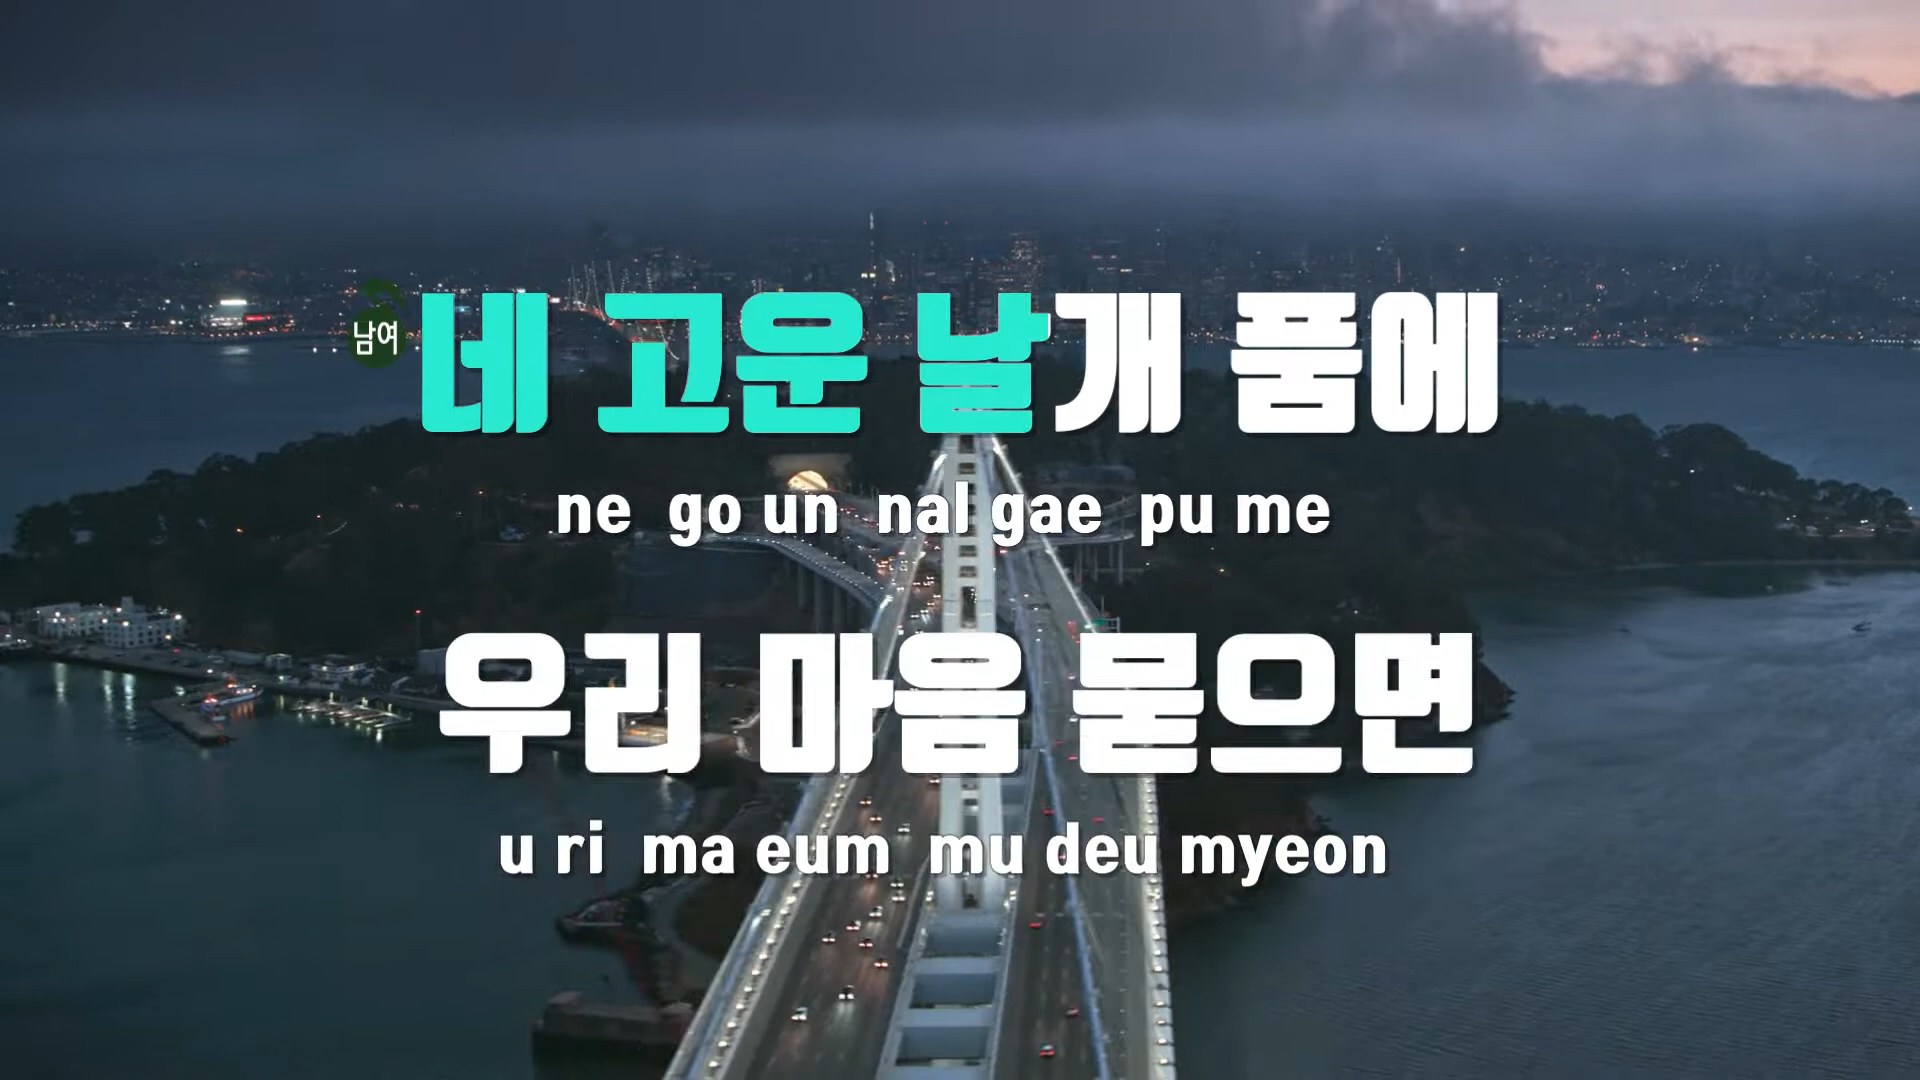 남여
네 고운 날개 품에
ne go un nal gae pu me
우리 마음 묻으면
u ri ma eum mu deu myeon